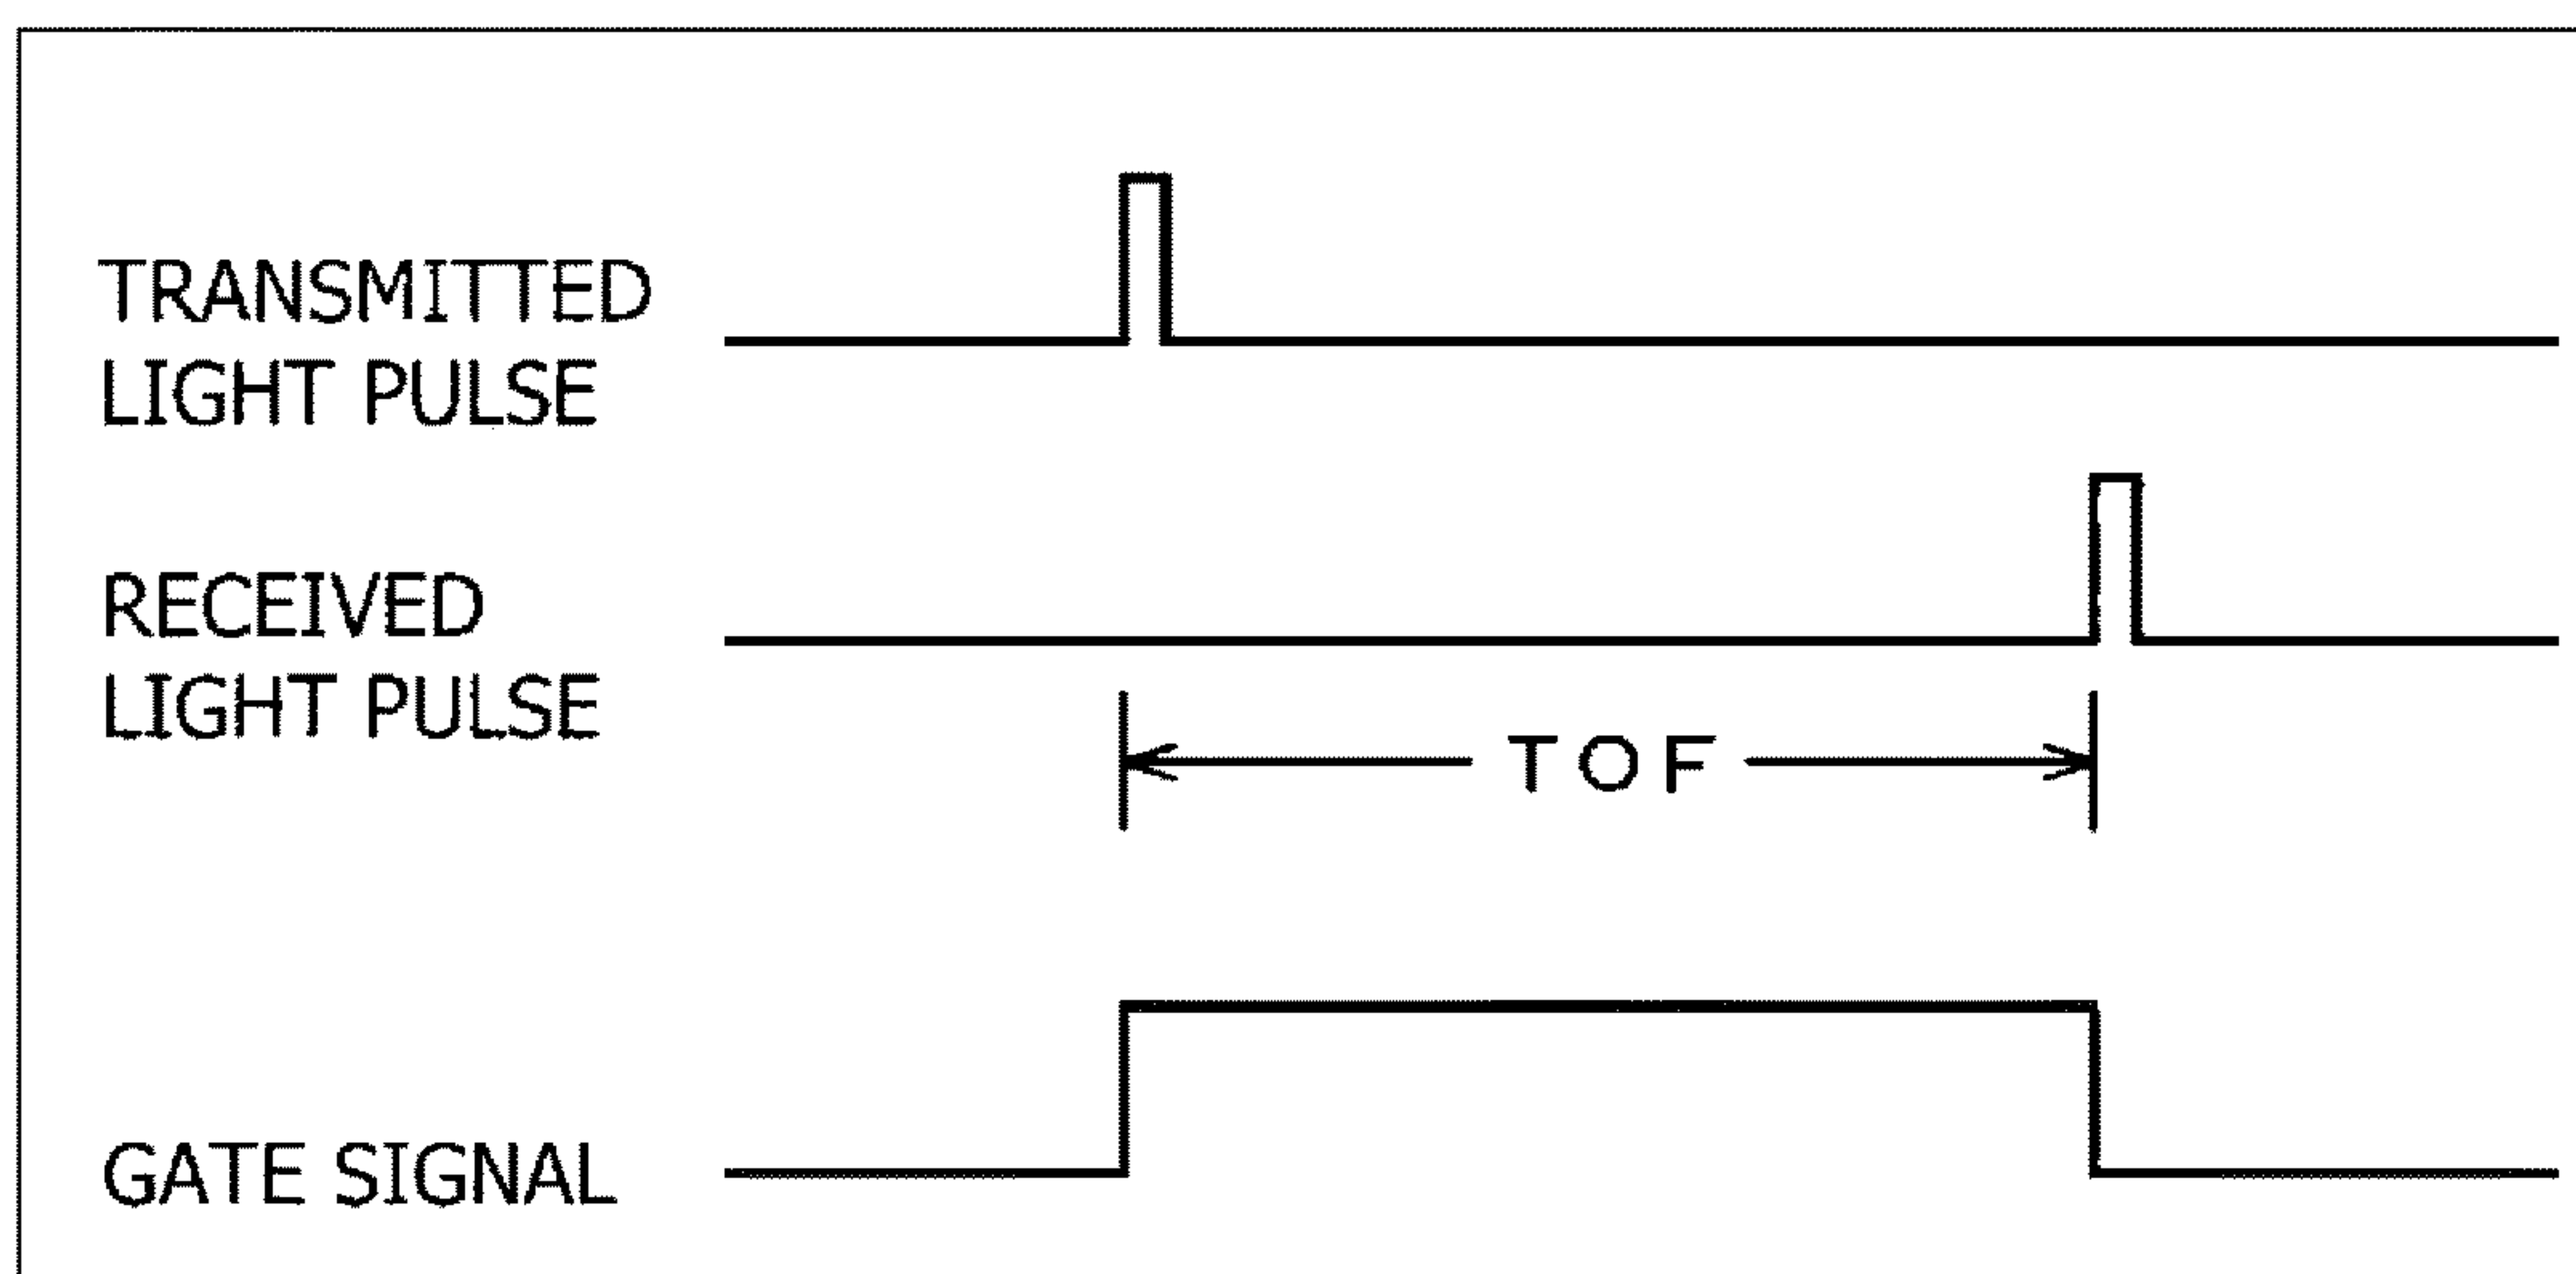 TRANSMITTED
LIGHT PULSE
RECEIVED
LIGHT PULSE
TOF
GATE SIGNAL